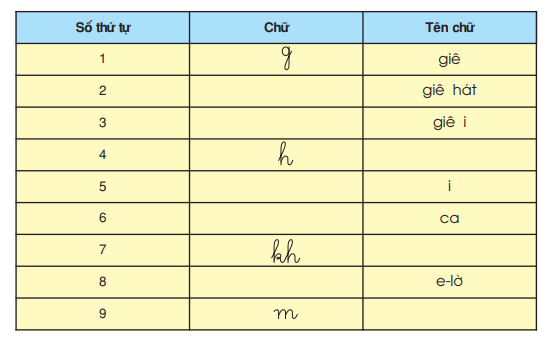 Số thứ tự Chữ Tên chữ
1 g giê
2 giê hát
3 giê i
4 h
5 i
6 ca
7 kh
8 e-lờ
9 m